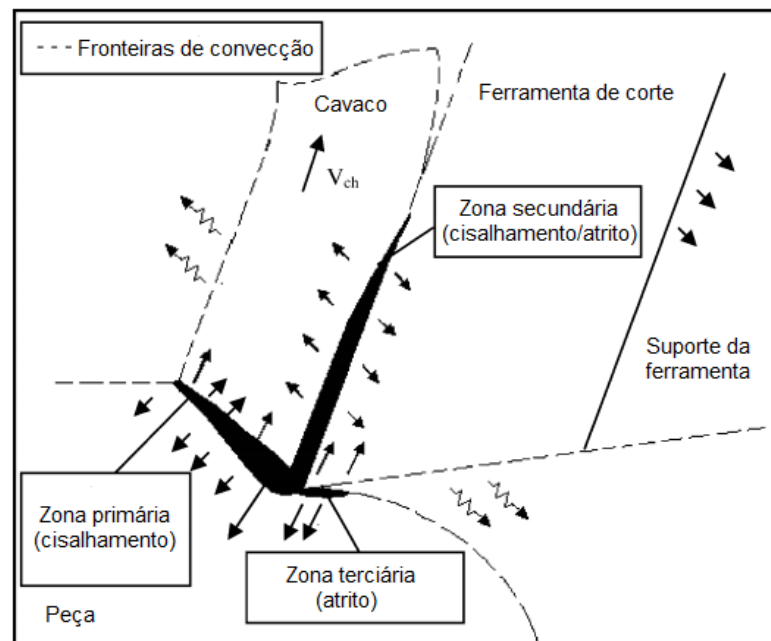 ---- Fronteiras de convecção
Cavaco
Ferramenta de corte
V ch
Zona secundária
(cisalhamento/atrito)
Suporte da
ferramenta
Zona primária
(cisalhamento)
Zona terciária
(atrito)
Peça